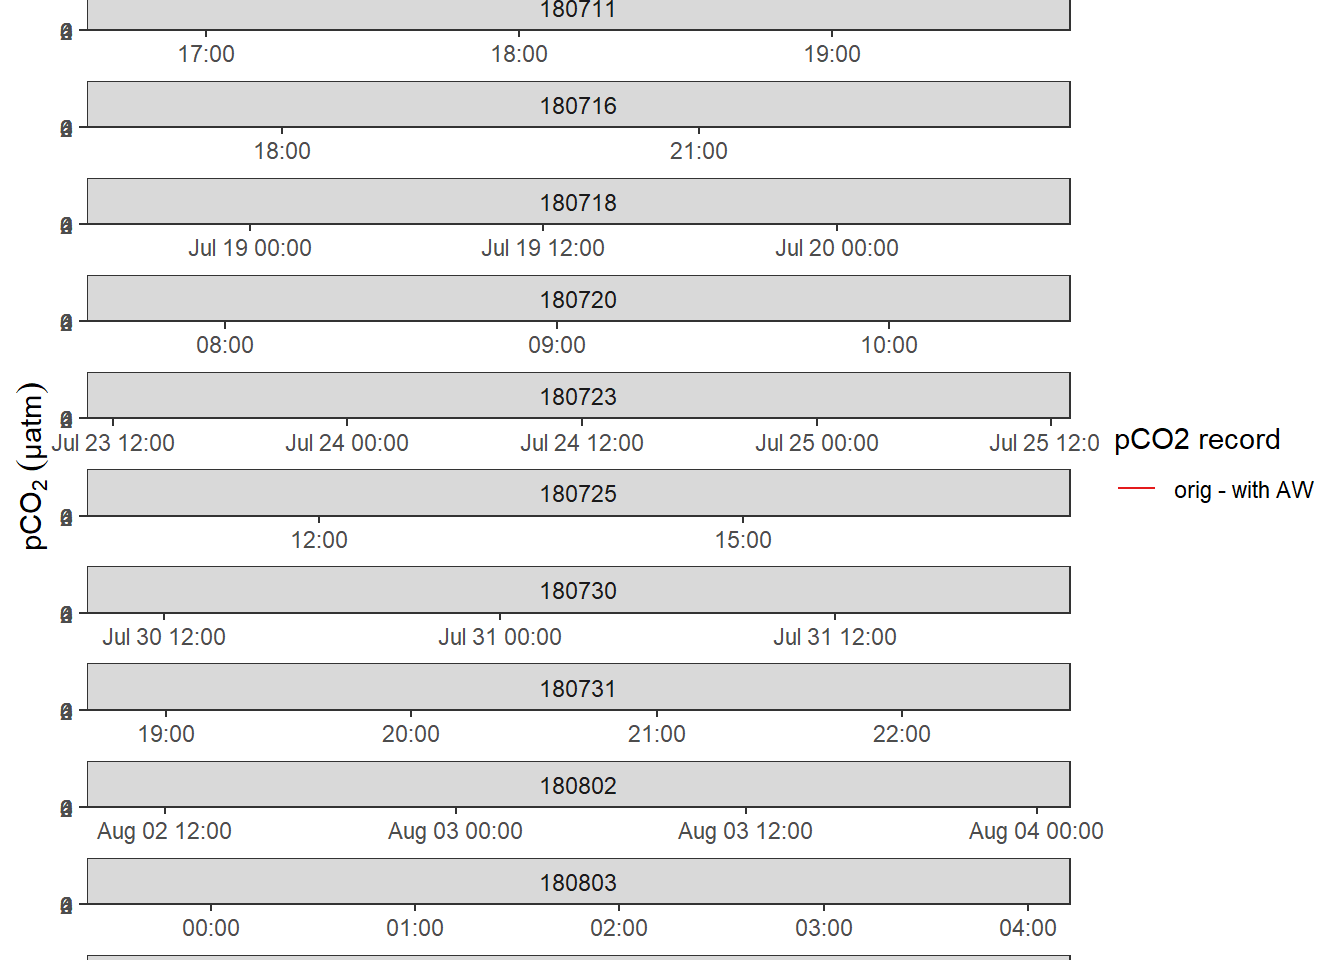 180711
17:00 18:00 19:00
180716
18:00 21:00
180718
Jul 19 00:00 Jul 19 12:00 Jul 20 00:00
180720
08:00 09:00 10:00
180723
Jul 23 12:00 Jul 24 00:00 Jul 24 12:00 Jul 25 00:00 Jul 25 12:0
180725
12:00 15:00
180730
Jul 30 12:00 Jul 31 00:00 Jul 31 12:00
180731
19:00 20:00 21:00 22:00
180802
Aug 02 12:00 Aug 03 00:00 Aug 03 12:00 Aug 04 00:00
180803
00:00 01:00 02:00 03:00 04:00
pCO₂ (µatm)
pCO2 record
orig - with AW